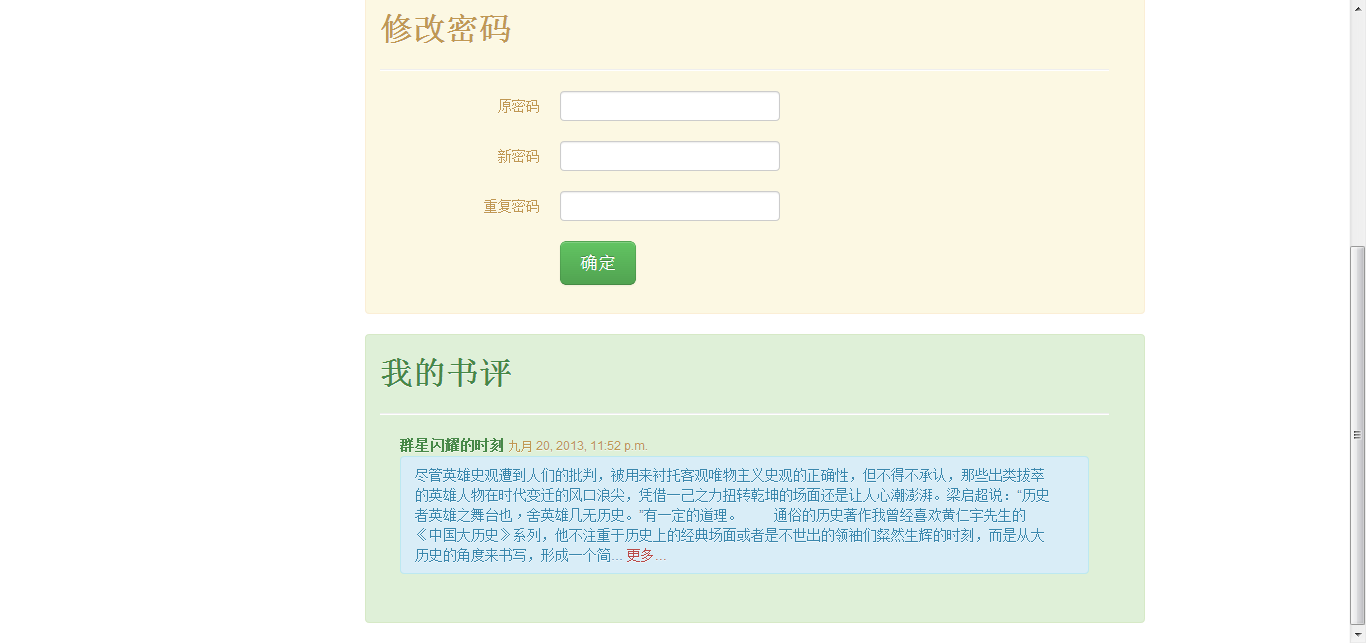 修改密码
原密码
新密码
重复密码
确定
我的书评
群星闪耀的时刻 九月 20, 2013, 11:52 p.m.
尽管英雄史观遭到人们的批判，被用来衬托客观唯物主义史观的正确性，但不得不承认，那些出类拔萃
的英雄人物在时代变迁的风口浪尖，凭借一己之力扭转乾坤的场面还是让人心潮澎湃。梁启超说：“历史
者英雄之舞台也，舍英雄几无历史。”有一定的道理。　　通俗的历史著作我曾经喜欢黄仁宇先生的
《中国大历史》系列，他不注重于历史上的经典场面或者是不世出的领袖们粲然生辉的时刻，而是从大
历史的角度来书写，形成一个简... 更多...